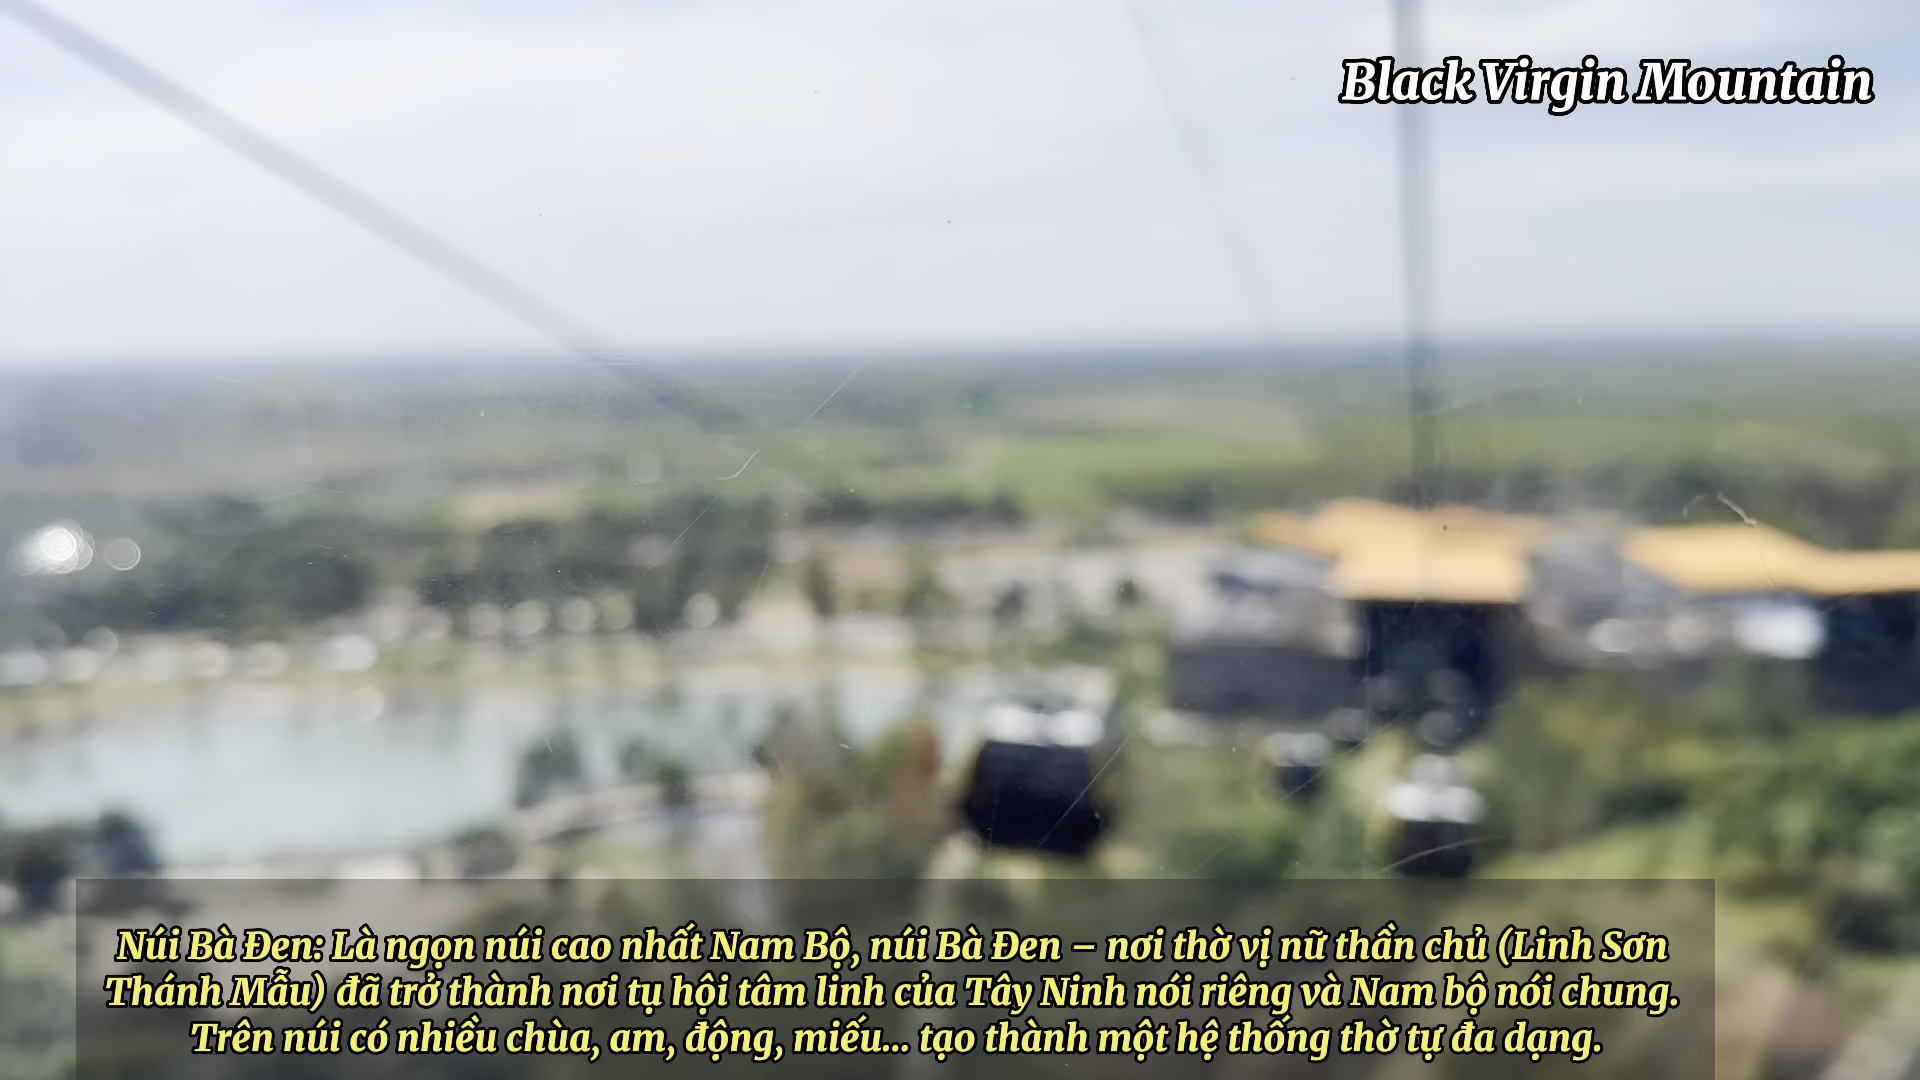 Black Virgin Mountain
Núi Bà Đen: Là ngọn núi cao nhất Nam Bộ, núi Bà Đen – nơi thờ vị nữ thần chủ (Linh Sơn
Thánh Mẫu) đã trở thành nơi tụ hội tâm linh của Tây Ninh nói riêng và Nam bộ nói chung.
Trên núi có nhiều chùa, am, động, miếu... tạo thành một hệ thống thờ tự đa dạng.